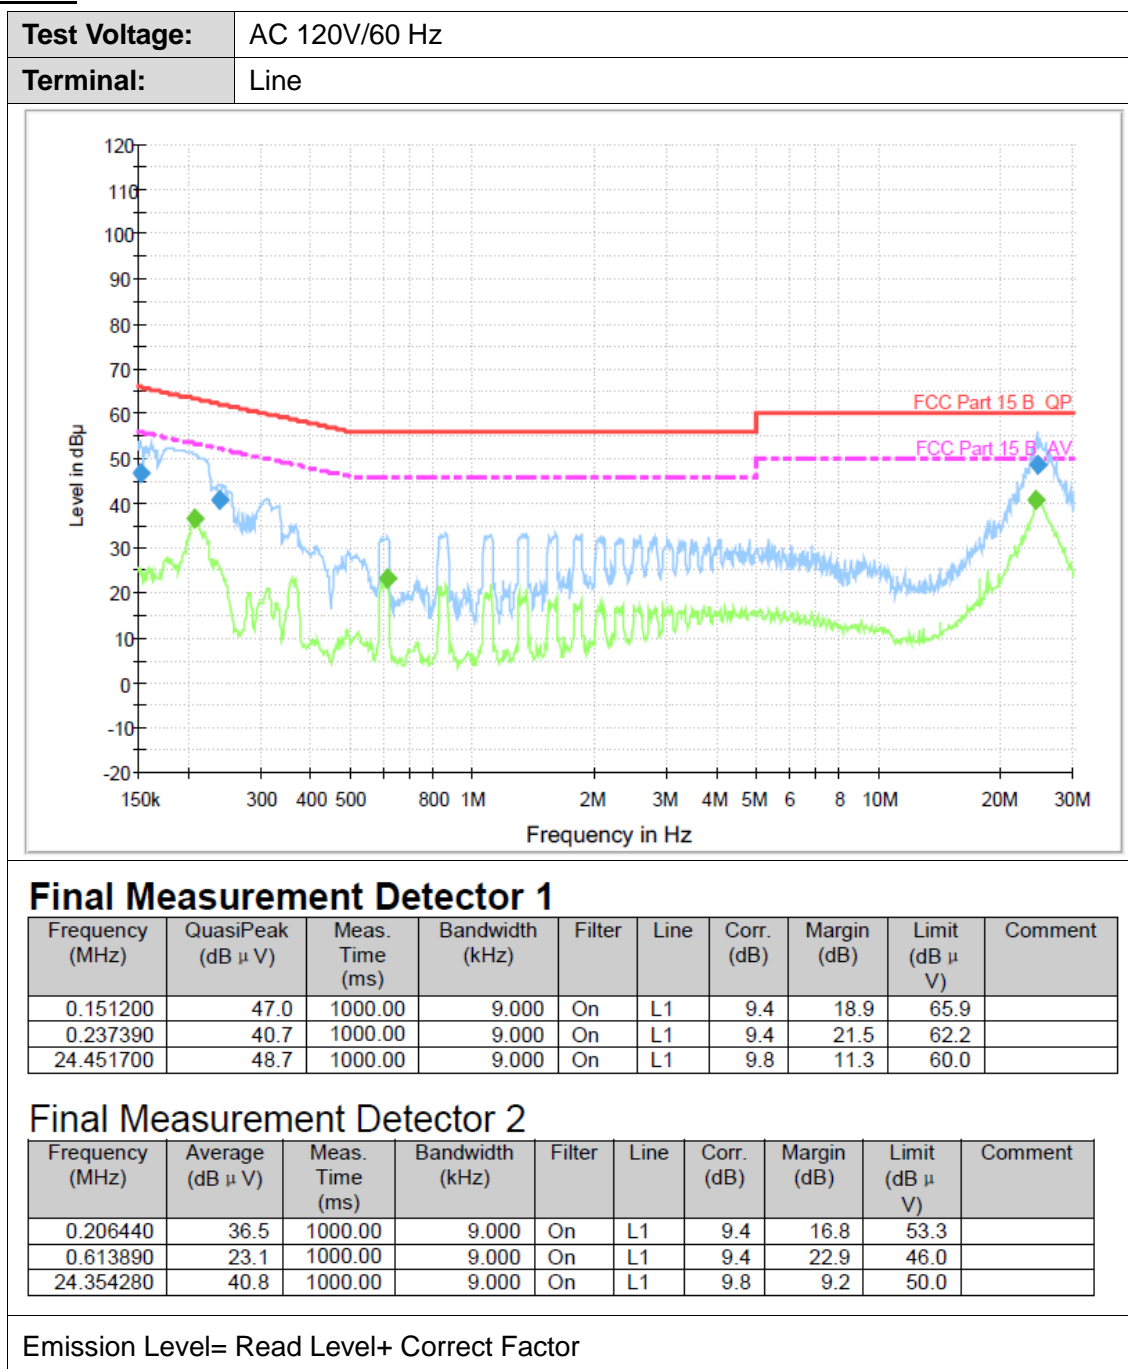 Test Voltage: AC 120V/60 Hz
Terminal: Line
120
110
100
90
80
70
60
50
40
30
20
10
0
-10
-20
Level in dBµ
FCC Part 15 B QP
FCC Part 15 B AV
150k 300 400 500 800 1M 2M 3M 4M 5M 6 8 10M 20M 30M
Frequency in Hz
Final Measurement Detector 1
Frequency (MHz) QuasiPeak (dBμV) Meas. Time (ms) Bandwidth (kHz) Filter Line Corr. (dB) Margin (dB) Limit (dBμV) Comment
0.151200 47.0 1000.00 9.000 On L1 9.4 18.9 65.9
0.237390 40.7 1000.00 9.000 On L1 9.4 21.5 62.2
24.451700 48.7 1000.00 9.000 On L1 9.8 11.3 60.0
Final Measurement Detector 2
Frequency (MHz) Average (dBμV) Meas. Time (ms) Bandwidth (kHz) Filter Line Corr. (dB) Margin (dB) Limit (dBμV) Comment
0.206440 36.5 1000.00 9.000 On L1 9.4 16.8 53.3
0.613890 23.1 1000.00 9.000 On L1 9.4 22.9 46.0
24.354280 40.8 1000.00 9.000 On L1 9.8 9.2 50.0
Emission Level= Read Level+ Correct Factor